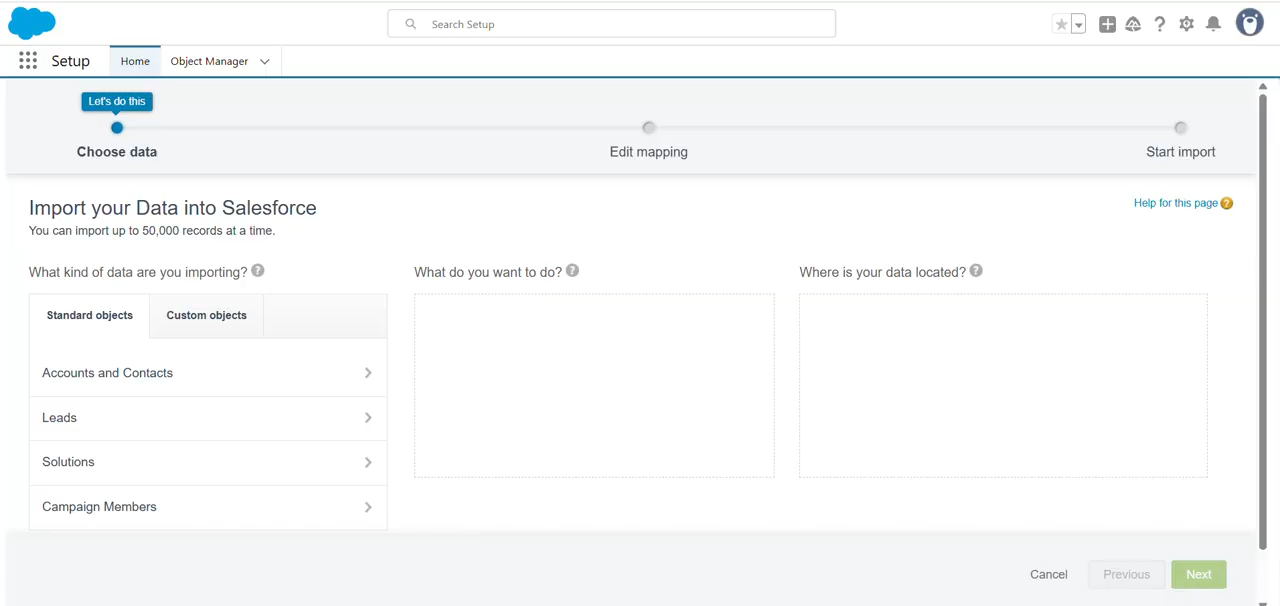 Search Setup
Setup
Home
Object Manager
Let's do this
Choose data
Edit mapping
Start import
Import your Data into Salesforce
Help for this page
You can import up to 50,000 records at a time.
What kind of data are you importing?
What do you want to do?
Where is your data located?
Standard objects
Custom objects
Accounts and Contacts
Leads
Solutions
Campaign Members
Cancel
Previous
Next